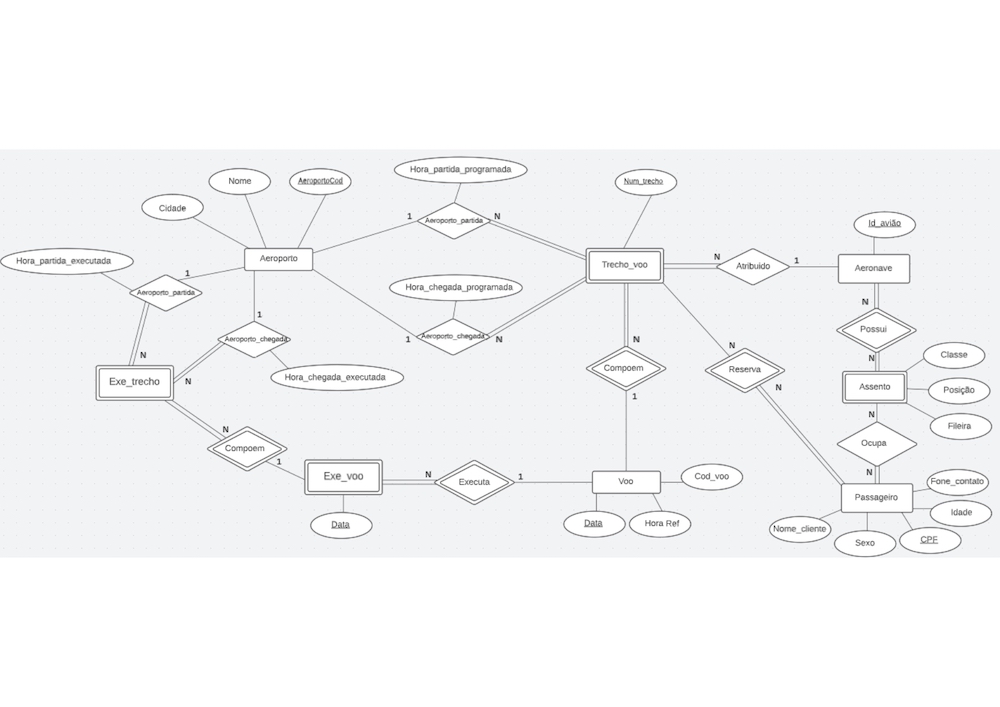 Hora_partida_programada
Nome
AeroportoCod
Num_trecho
Cidade
1
Aeroporto_partida
N
Id_avião
Hora_partida_executada
Aeroporto
Trecho_voo
N
Atribuido
1
Aeronave
1
Aeroporto_partida
Hora_chegada_programada
N
1
Possui
Aeroporto_chegada
1
Aeroporto_chegada
N
N
N
N
N
Classe
Exe_trecho
N
Hora_chegada_executada
Compoem
Reserva
N
Assento
Posição
1
N
Fileira
N
Compoem
1
Ocupa
N
Exe_voo
N
Executa
1
Voo
Cod_voo
Passageiro
Fone_contato
Data
Data
Hora Ref
Nome_cliente
Sexo
CPF
Idade